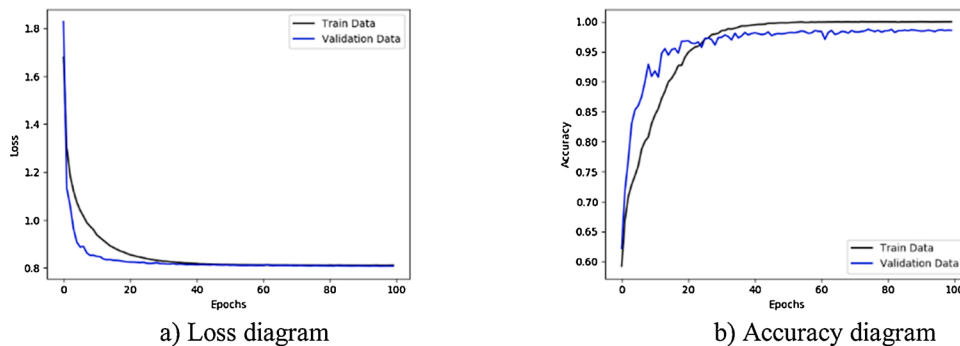 Train Data
Validation Data
1.8
1.6
1.4
1.2
1.0
0.8
Loss
0
20
40
60
80
100
Epochs
a) Loss diagram
1.00
0.95
0.90
0.85
0.80
0.75
0.70
0.65
0.60
Accuracy
Train Data
Validation Data
0
20
40
60
80
100
Epochs
b) Accuracy diagram